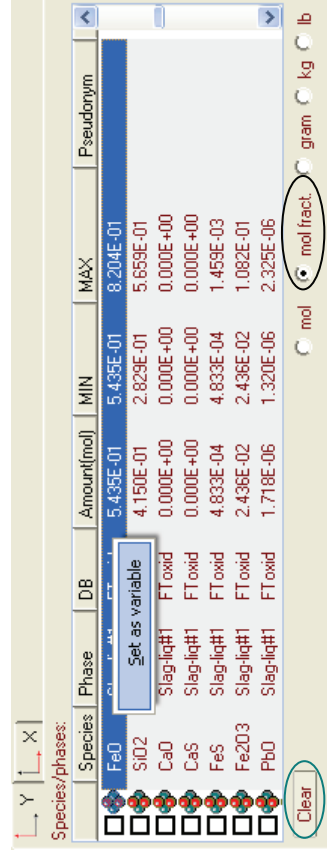 Y X
Species/phases:
Species Phase DB Amount(mol) MIN MAX Pseudonym
FeO 5.435E-01 5.435E-01 8.204E-01
Set as variable
SiO2 4.150E-01 2.829E-01 5.659E-01
CaO Slag-liq#1 FToxid 0.000E+00 0.000E+00 0.000E+00
CaS Slag-liq#1 FToxid 0.000E+00 0.000E+00 0.000E+00
FeS Slag-liq#1 FToxid 4.833E-04 4.833E-04 1.459E-03
Fe2O3 Slag-liq#1 FToxid 2.436E-02 2.436E-02 1.082E-01
PbO Slag-liq#1 FToxid 1.718E-06 1.320E-06 2.325E-06
Clear mol mol fract. gram kg lb